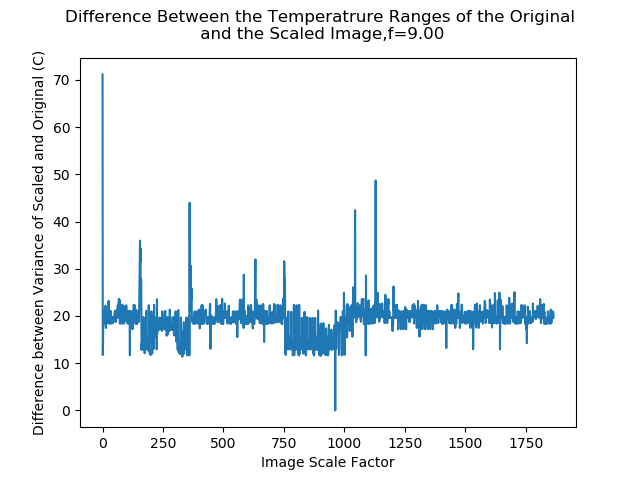 Difference Between the Temperatrure Ranges of the Original
and the Scaled Image,f=9.00
Difference between Variance of Scaled and Original (C)
70
60
50
40
30
20
10
0
0 250 500 750 1000 1250 1500 1750
Image Scale Factor